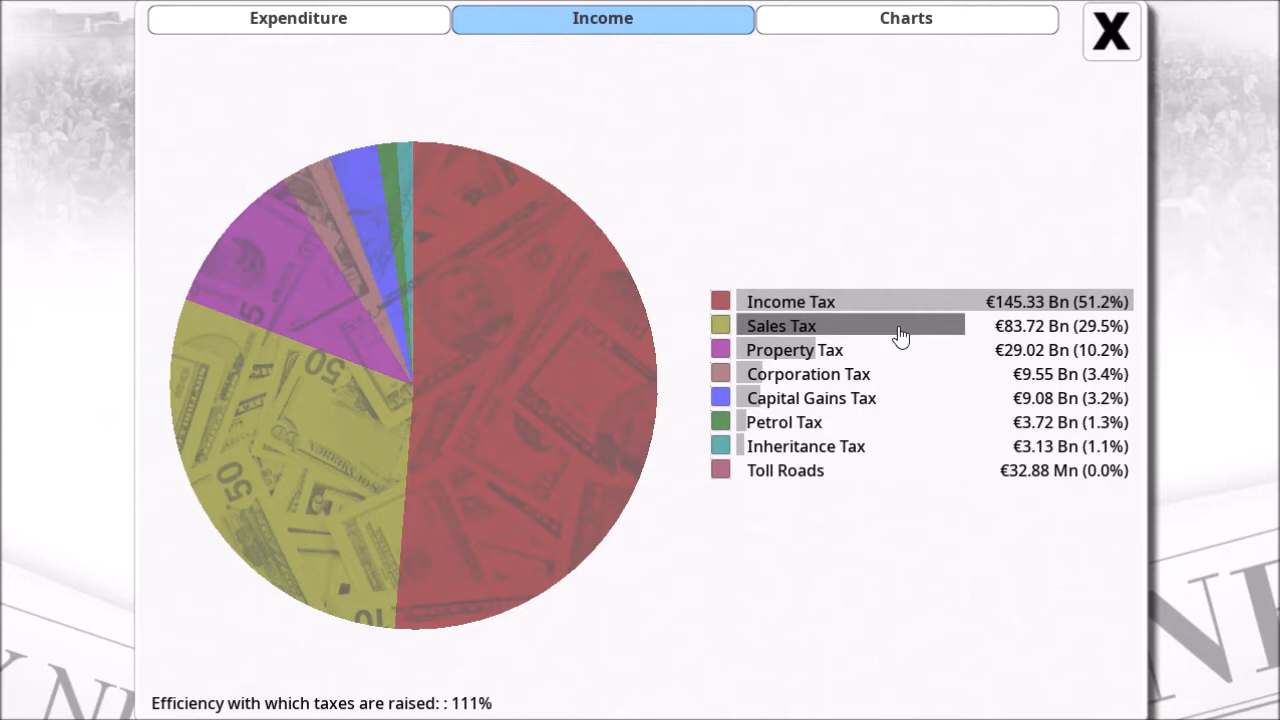 Expenditure Income Charts X
Income Tax €145.33 Bn (51.2%)
Sales Tax €83.72 Bn (29.5%)
Property Tax €29.02 Bn (10.2%)
Corporation Tax €9.55 Bn (3.4%)
Capital Gains Tax €9.08 Bn (3.2%)
Petrol Tax €3.72 Bn (1.3%)
Inheritance Tax €3.13 Bn (1.1%)
Toll Roads €32.88 Mn (0.0%)
50
50
10
Efficiency with which taxes are raised: : 111%